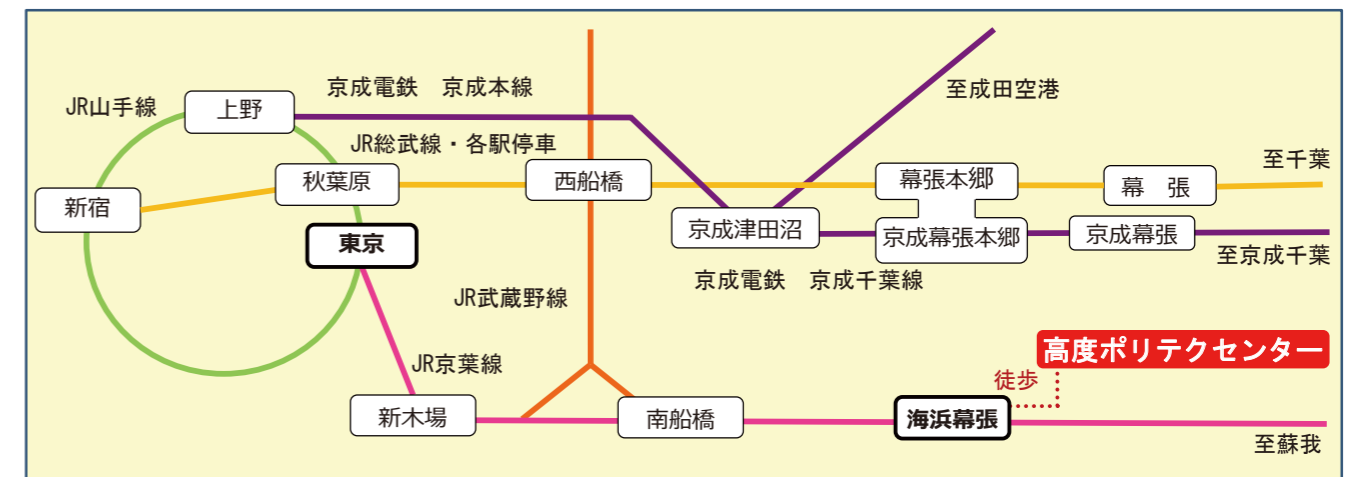 京成電鉄　京成本線
至成田空港
JR山手線
上野
JR総武線・各駅停車
至千葉
秋葉原
西船橋
幕張本郷
幕　張
新宿
東京
京成津田沼
京成幕張本郷
京成幕張
至京成千葉
京成電鉄　京成千葉線
JR武蔵野線
高度ポリテクセンター
JR京葉線
徒歩
新木場
南船橋
海浜幕張
至蘇我